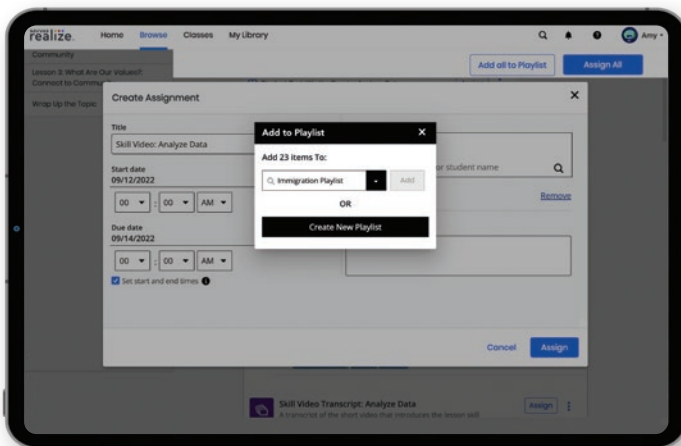 realize.
Home Browse Classes My Library
Amy
Community
Lesson 3: What Are Our Values?
Connect to
Wrap Up the Topic
Add all to Playlist
Assign All
Create Assignment
Title
Skill Video: Analyze Data
Start date
09/12/2022
00 : 00 AM
Due date
09/14/2022
00 : 00 AM
Set start and end times
Add to Playlist
Add 23 Items To:
Immigration Playlist
Add
OR
Create New Playlist
or student name
Remove
Cancel
Assign
Skill Video Transcript: Analyze Data
A transcript of the short video that introduces the lesson skill
Assign